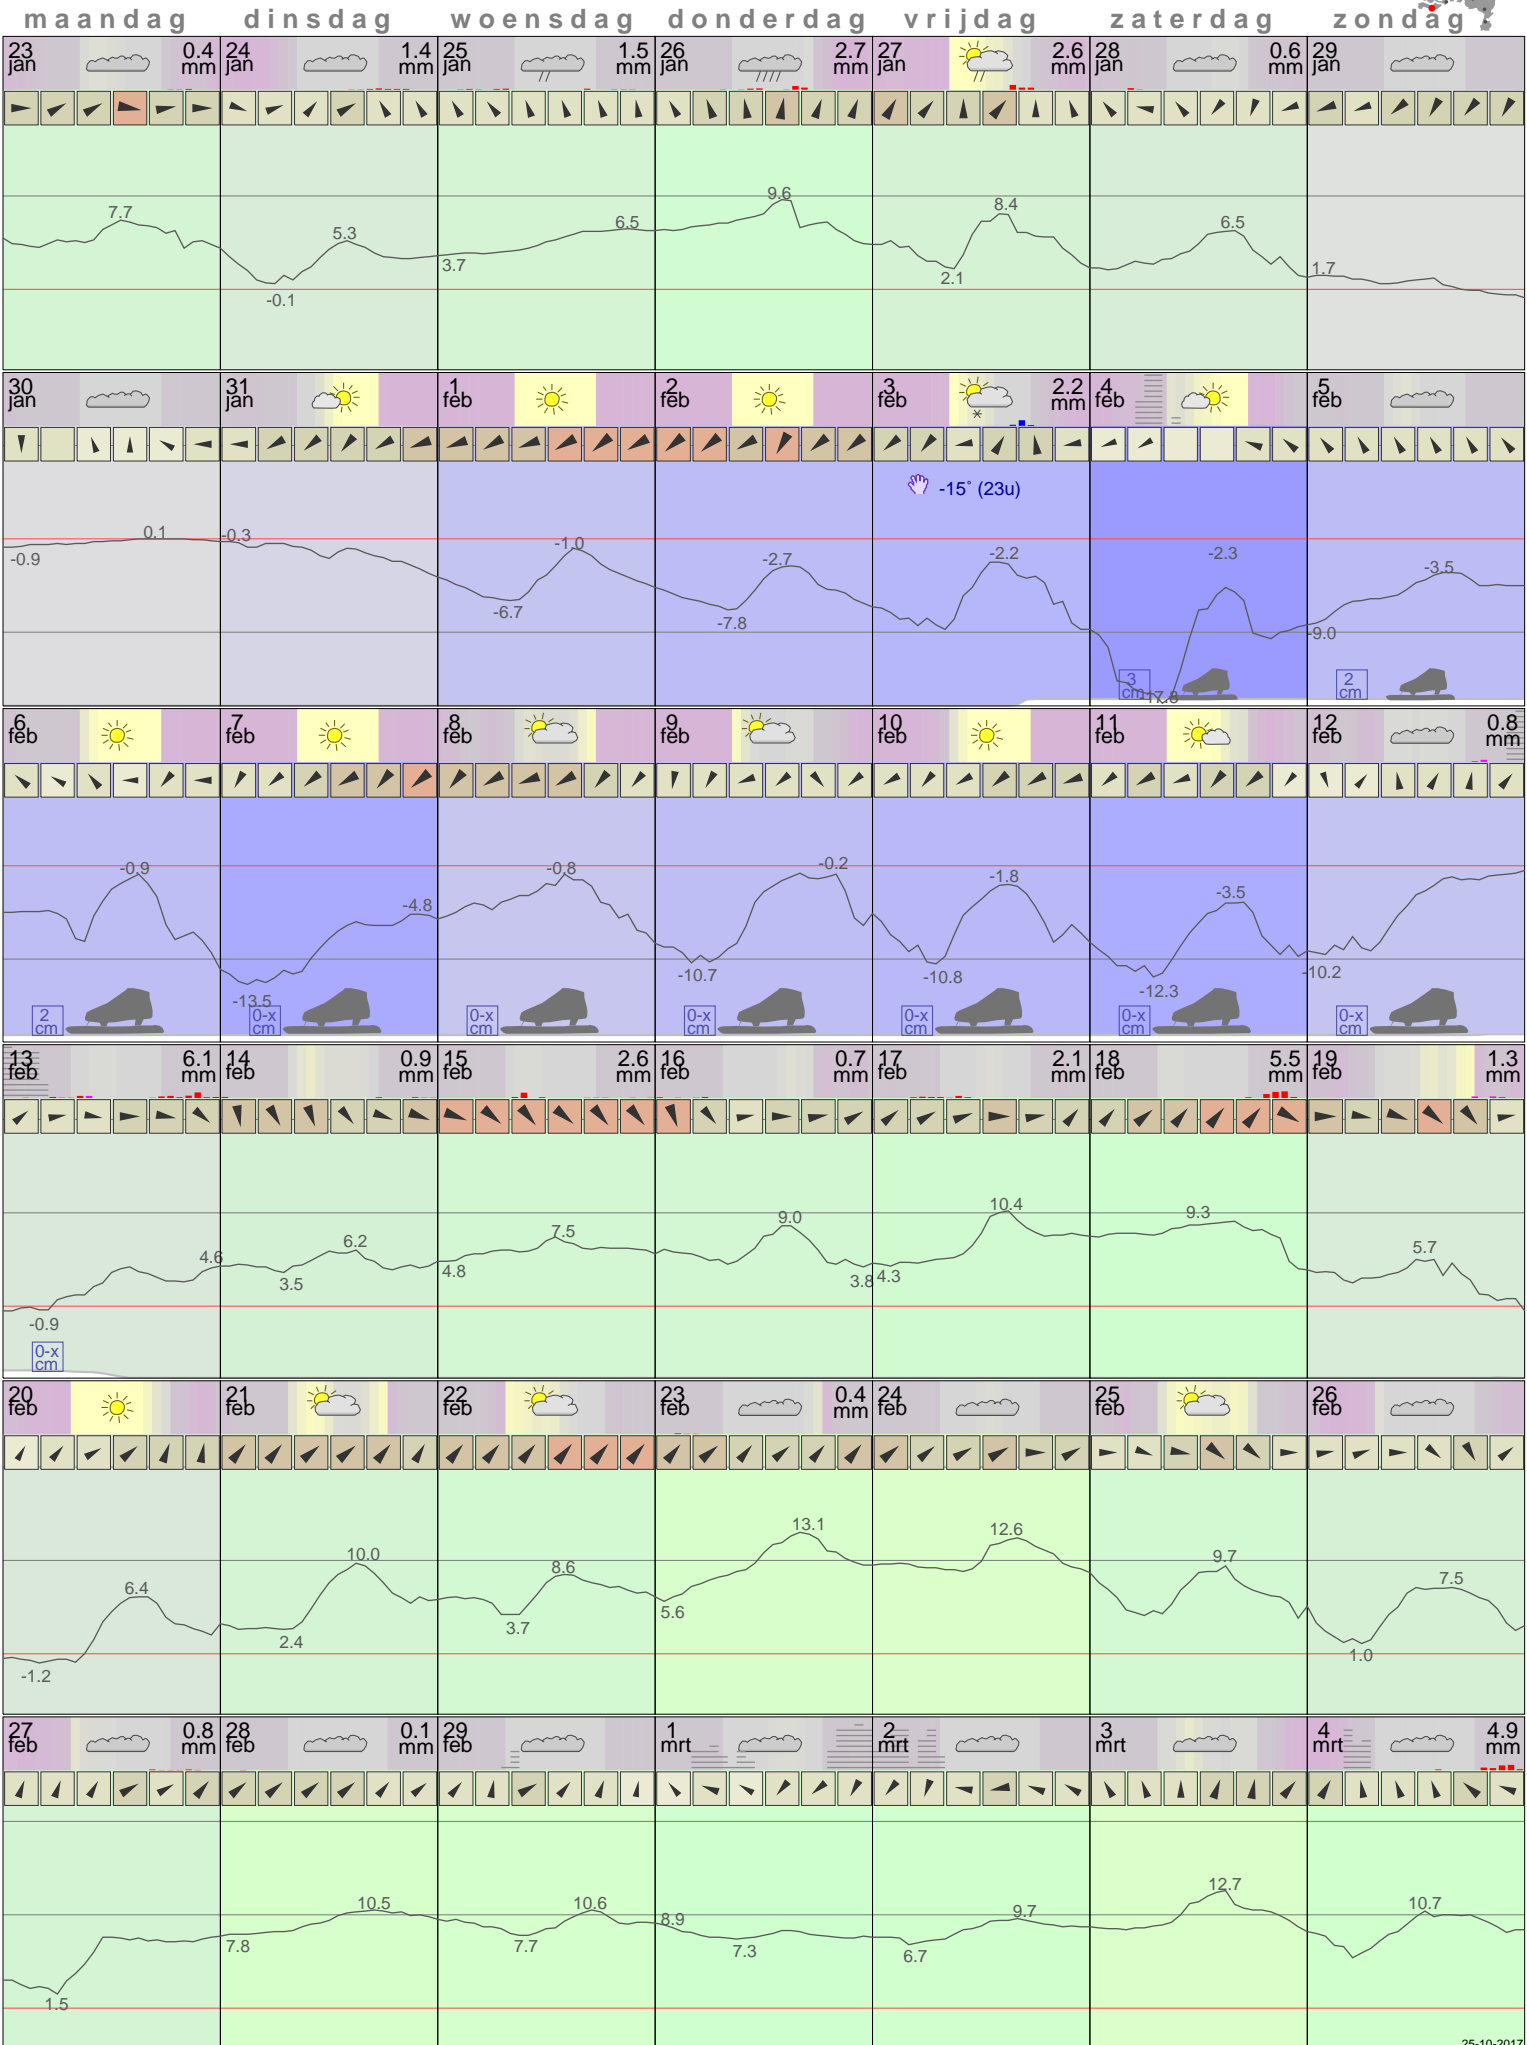 maandag dinsdag woensdag donderdag vrijdag zaterdag zondag
23 jan 0.4 mm 24 jan 1.4 mm 25 jan 1.5 mm 26 jan 2.7 mm 27 jan 2.6 mm 28 jan 0.6 mm 29 jan
7.7 -0.1 5.3 3.7 6.5 9.6 2.1 8.4 6.5 1.7
30 jan 31 jan 1 feb 2 feb 3 feb 2.2 mm 4 feb 5 feb
-15° (23u)
-0.9 0.1 -0.3 -6.7 -1.0 -7.8 -2.7 -2.2 -17.8 -2.3 -9.0 -3.5
3 cm 2 cm
6 feb 7 feb 8 feb 9 feb 10 feb 11 feb 12 feb 0.8 mm
-0.9 -13.5 -4.8 -0.8 -10.7 -0.2 -10.8 -1.8 -12.3 -3.5 -10.2
2 cm 0-x cm 0-x cm 0-x cm 0-x cm 0-x cm 0-x cm
13 feb 6.1 mm 14 feb 0.9 mm 15 feb 2.6 mm 16 feb 0.7 mm 17 feb 2.1 mm 18 feb 5.5 mm 19 feb 1.3 mm
-0.9 4.6 3.5 6.2 4.8 7.5 9.0 3.8 4.3 10.4 9.3 5.7
0-x cm
20 feb 21 feb 22 feb 23 feb 0.4 mm 24 feb 25 feb 26 feb
-1.2 6.4 2.4 10.0 3.7 8.6 5.6 13.1 12.6 9.7 1.0 7.5
27 feb 0.8 mm 28 feb 0.1 mm 29 feb 1 mrt 2 mrt 3 mrt 4 mrt 4.9 mm
1.5 7.8 10.5 7.7 10.6 8.9 7.3 6.7 9.7 12.7 10.7
25-10-2017